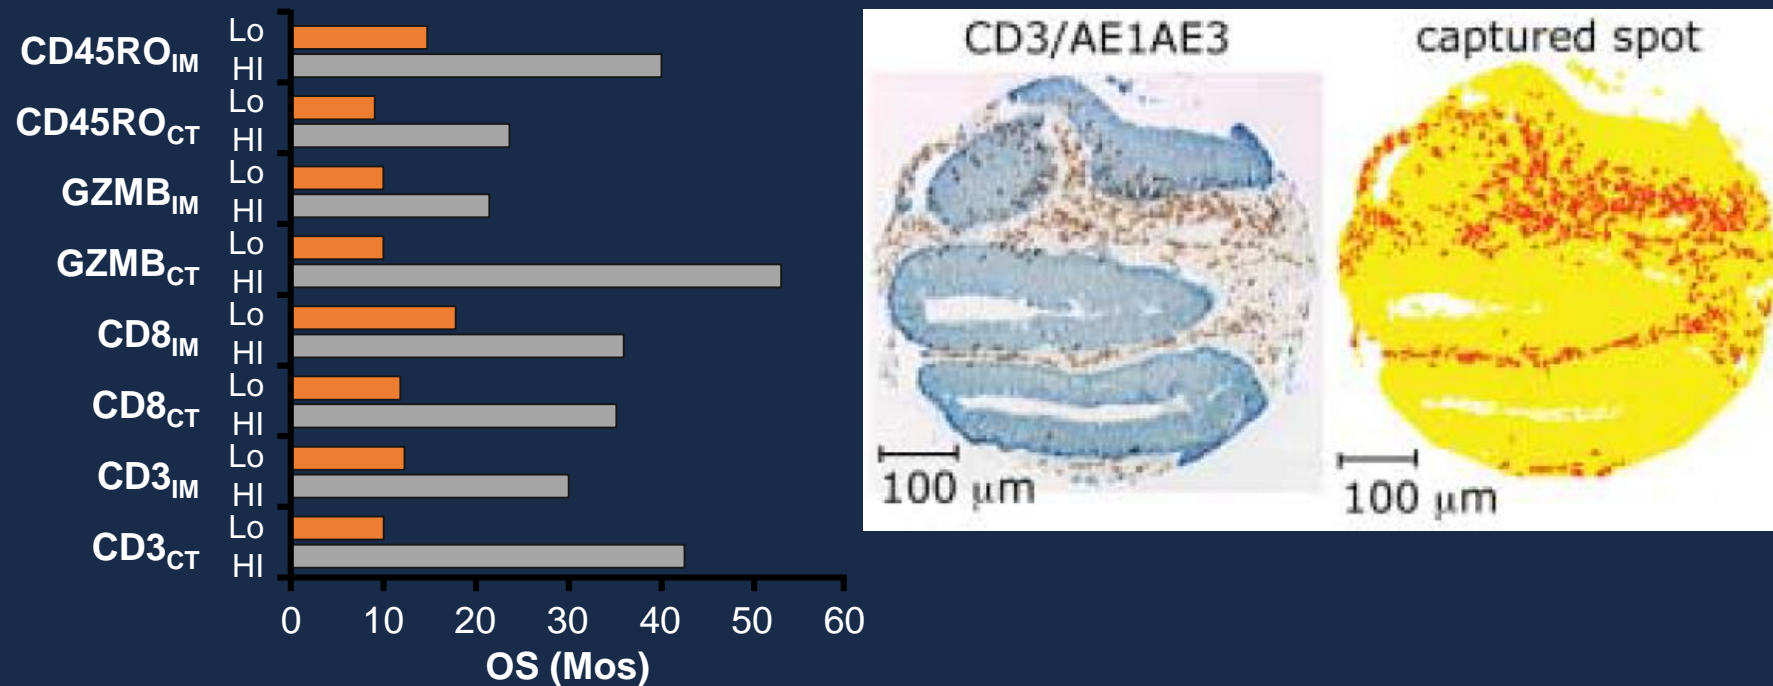 CD45RO_IM Lo
HI
CD45RO_CT Lo
HI
GZMB_IM Lo
HI
GZMB_CT Lo
HI
CD8_IM Lo
HI
CD8_CT Lo
HI
CD3_IM Lo
HI
CD3_CT Lo
HI
0 10 20 30 40 50 60
OS (Mos)
CD3/AE1AE3
100 μm
captured spot
100 μm